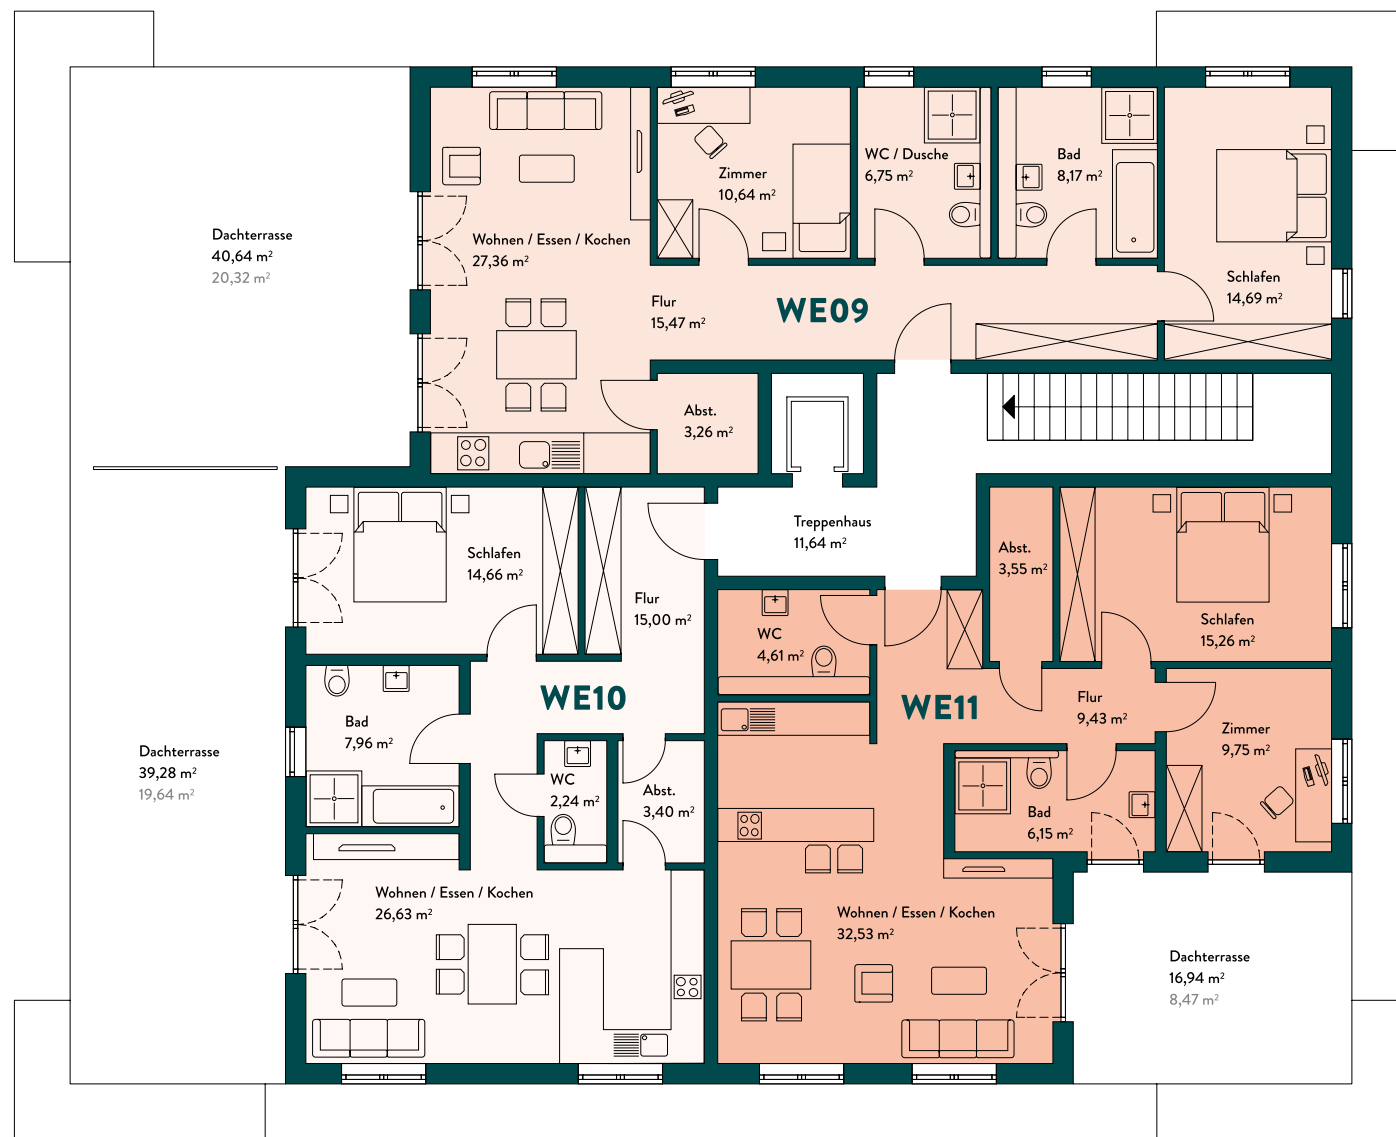 Dachterrasse
40,64 m²
20,32 m²
Wohnen / Essen / Kochen
27,36 m²
Zimmer
10,64 m²
WC / Dusche
6,75 m²
Bad
8,17 m²
Schlafen
14,69 m²
Flur
15,47 m²
WE09
Abst.
3,26 m²
Treppenhaus
11,64 m²
Schlafen
14,66 m²
Flur
15,00 m²
WE10
Bad
7,96 m²
WC
2,24 m²
Abst.
3,40 m²
Dachterrasse
39,28 m²
19,64 m²
Wohnen / Essen / Kochen
26,63 m²
Abst.
3,55 m²
Schlafen
15,26 m²
WC
4,61 m²
WE11
Flur
9,43 m²
Zimmer
9,75 m²
Bad
6,15 m²
Wohnen / Essen / Kochen
32,53 m²
Dachterrasse
16,94 m²
8,47 m²